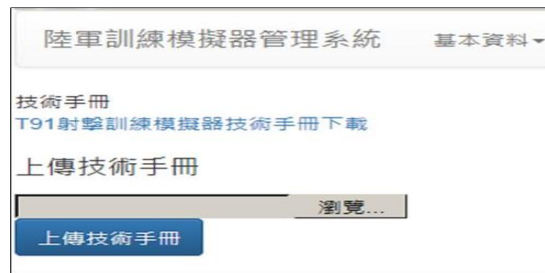 陸軍訓練模擬器管理系統 基本資料
技術手冊
T91射擊訓練模擬器技術手冊下載
上傳技術手冊
瀏覽...
上傳技術手冊